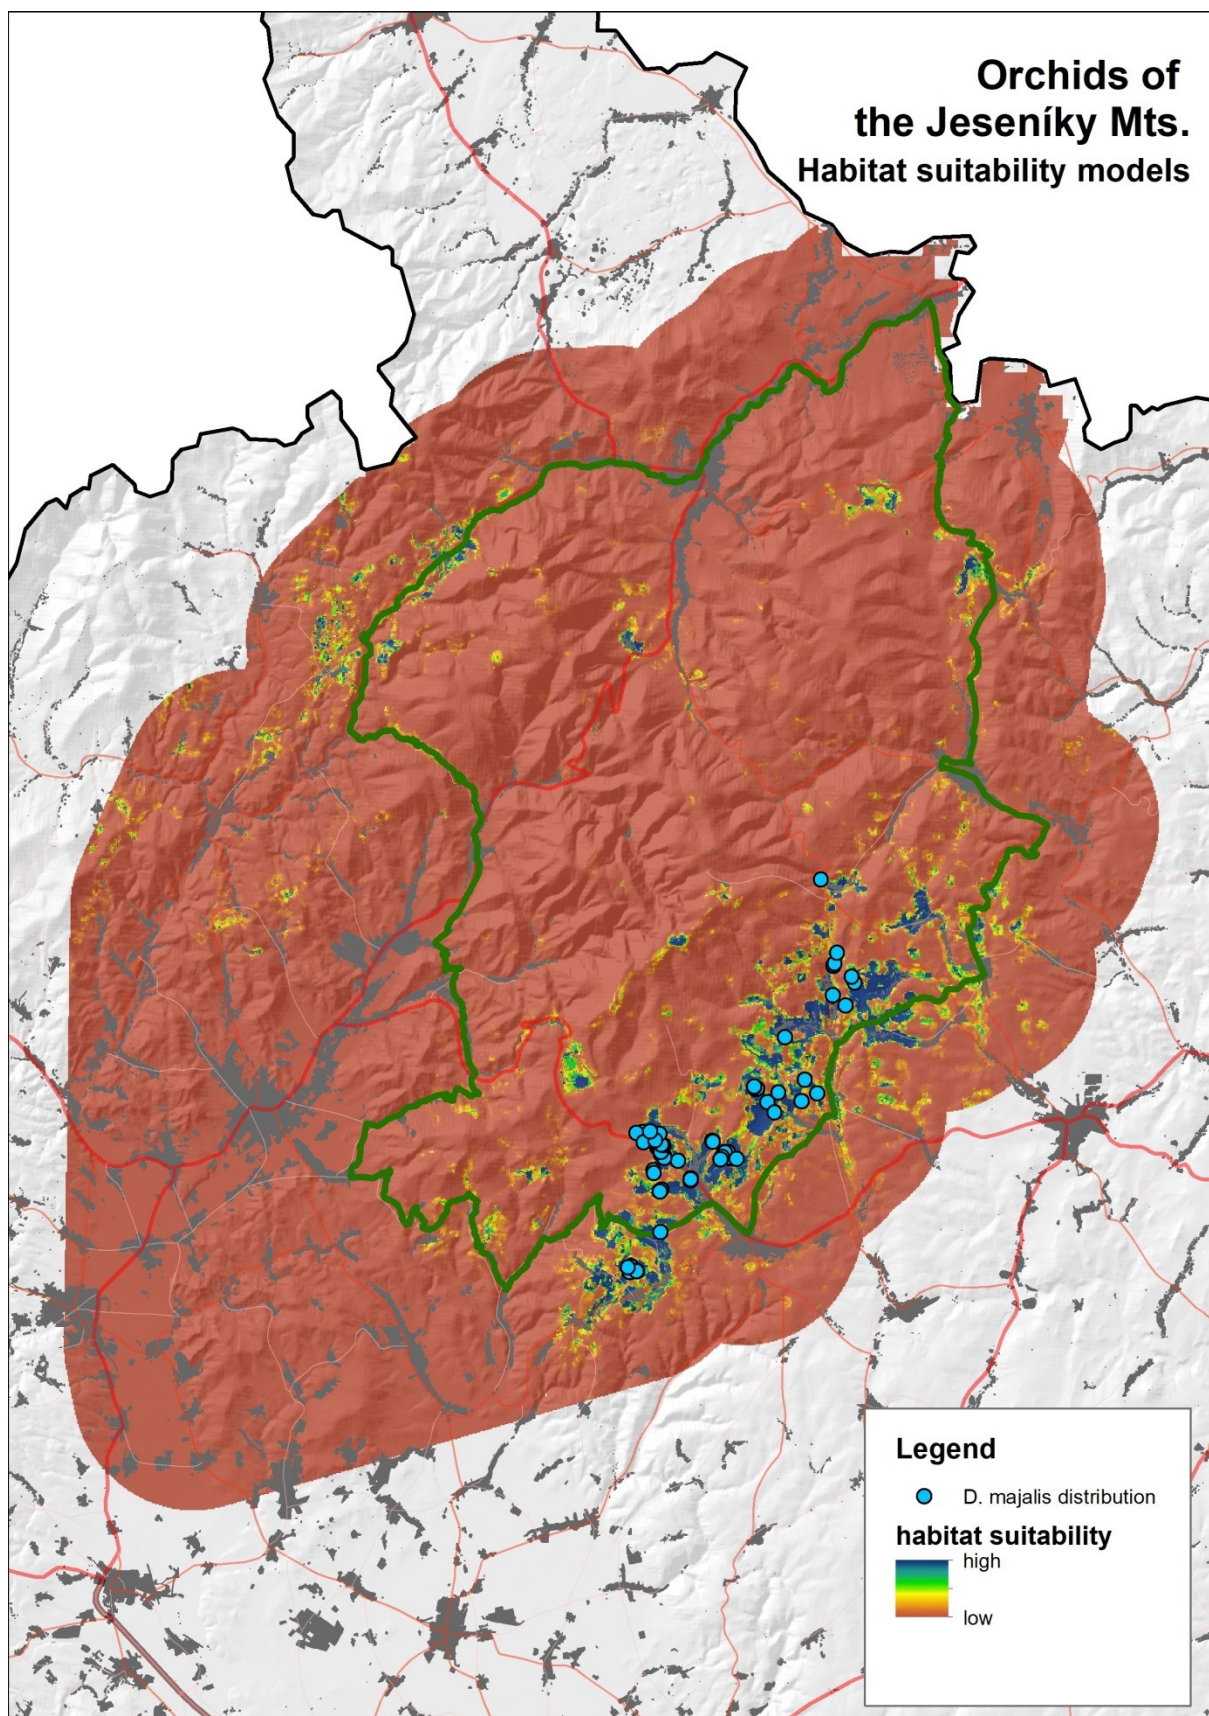 Orchids of
the Jeseníky Mts.
Habitat suitability models
Legend
D. majalis distribution
habitat suitability
high
low